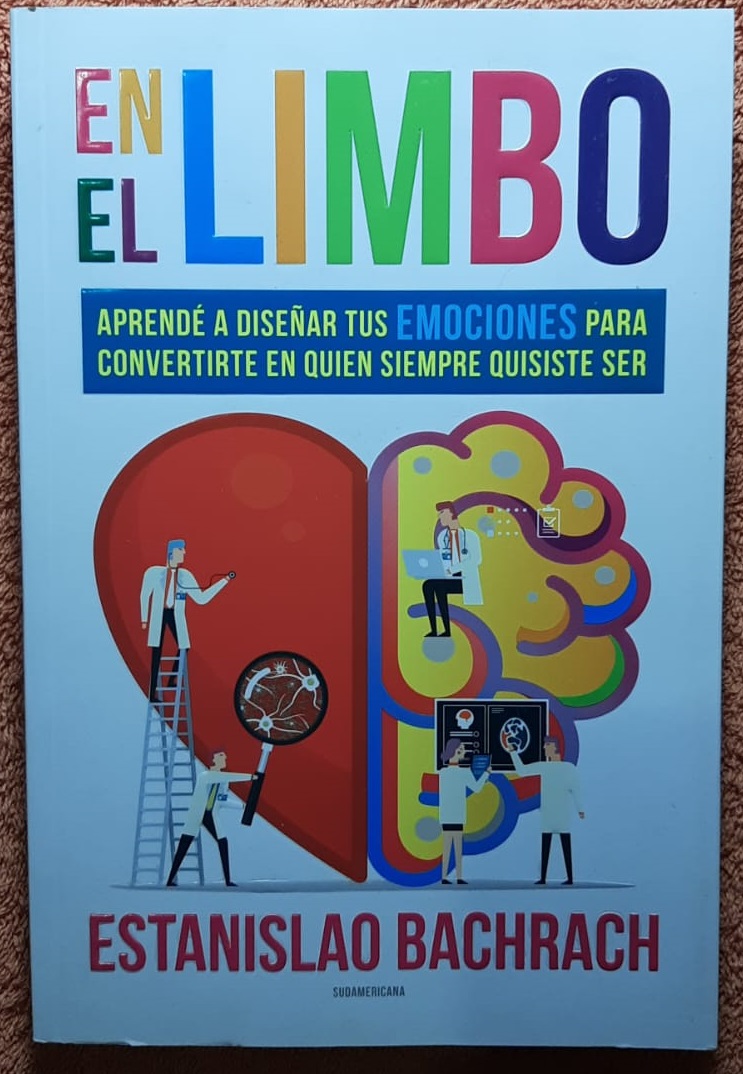 EN EL LIMBO
APRENDÉ A DISEÑAR TUS EMOCIONES PARA
CONVERTIRTE EN QUIEN SIEMPRE QUISISTE SER
ESTANISLAO BACHRACH
SUDAMERICANA